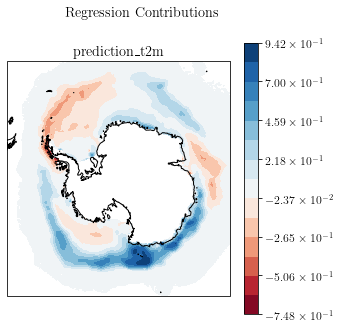 Regression Contributions
prediction_t2m
9.42 × 10⁻¹
7.00 × 10⁻¹
4.59 × 10⁻¹
2.18 × 10⁻¹
−2.37 × 10⁻²
−2.65 × 10⁻¹
−5.06 × 10⁻¹
−7.48 × 10⁻¹